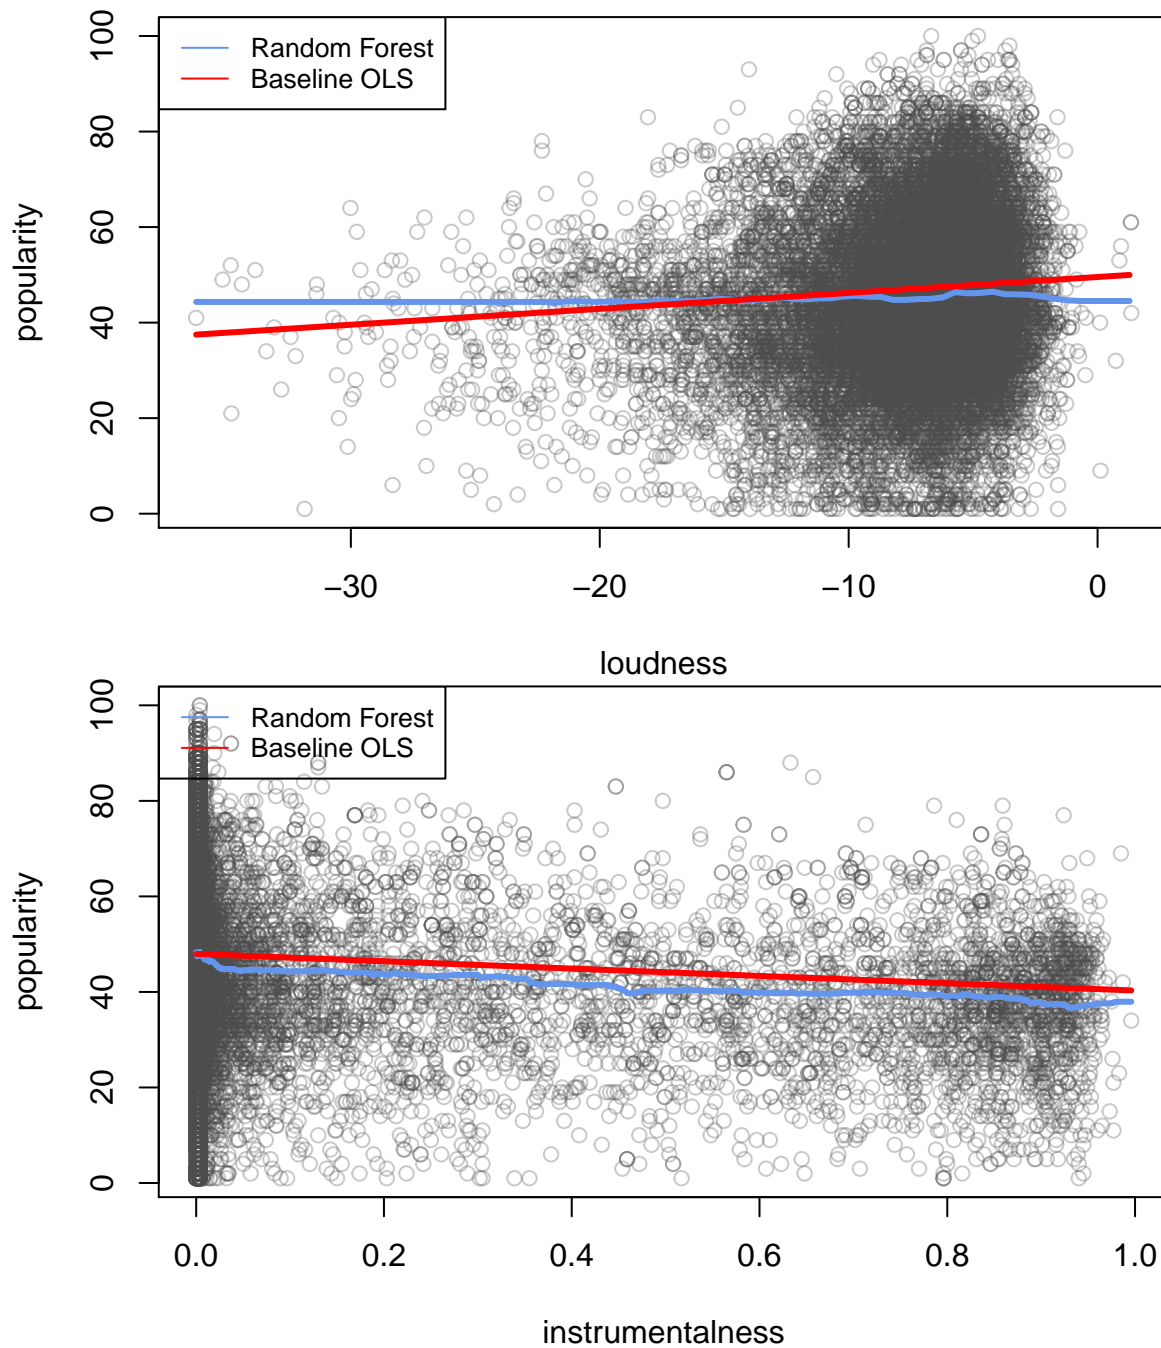 Random Forest
Baseline OLS
popularity
0 20 40 60 80 100
−30 −20 −10 0
loudness
Random Forest
Baseline OLS
popularity
0 20 40 60 80 100
0.0 0.2 0.4 0.6 0.8 1.0
instrumentalness